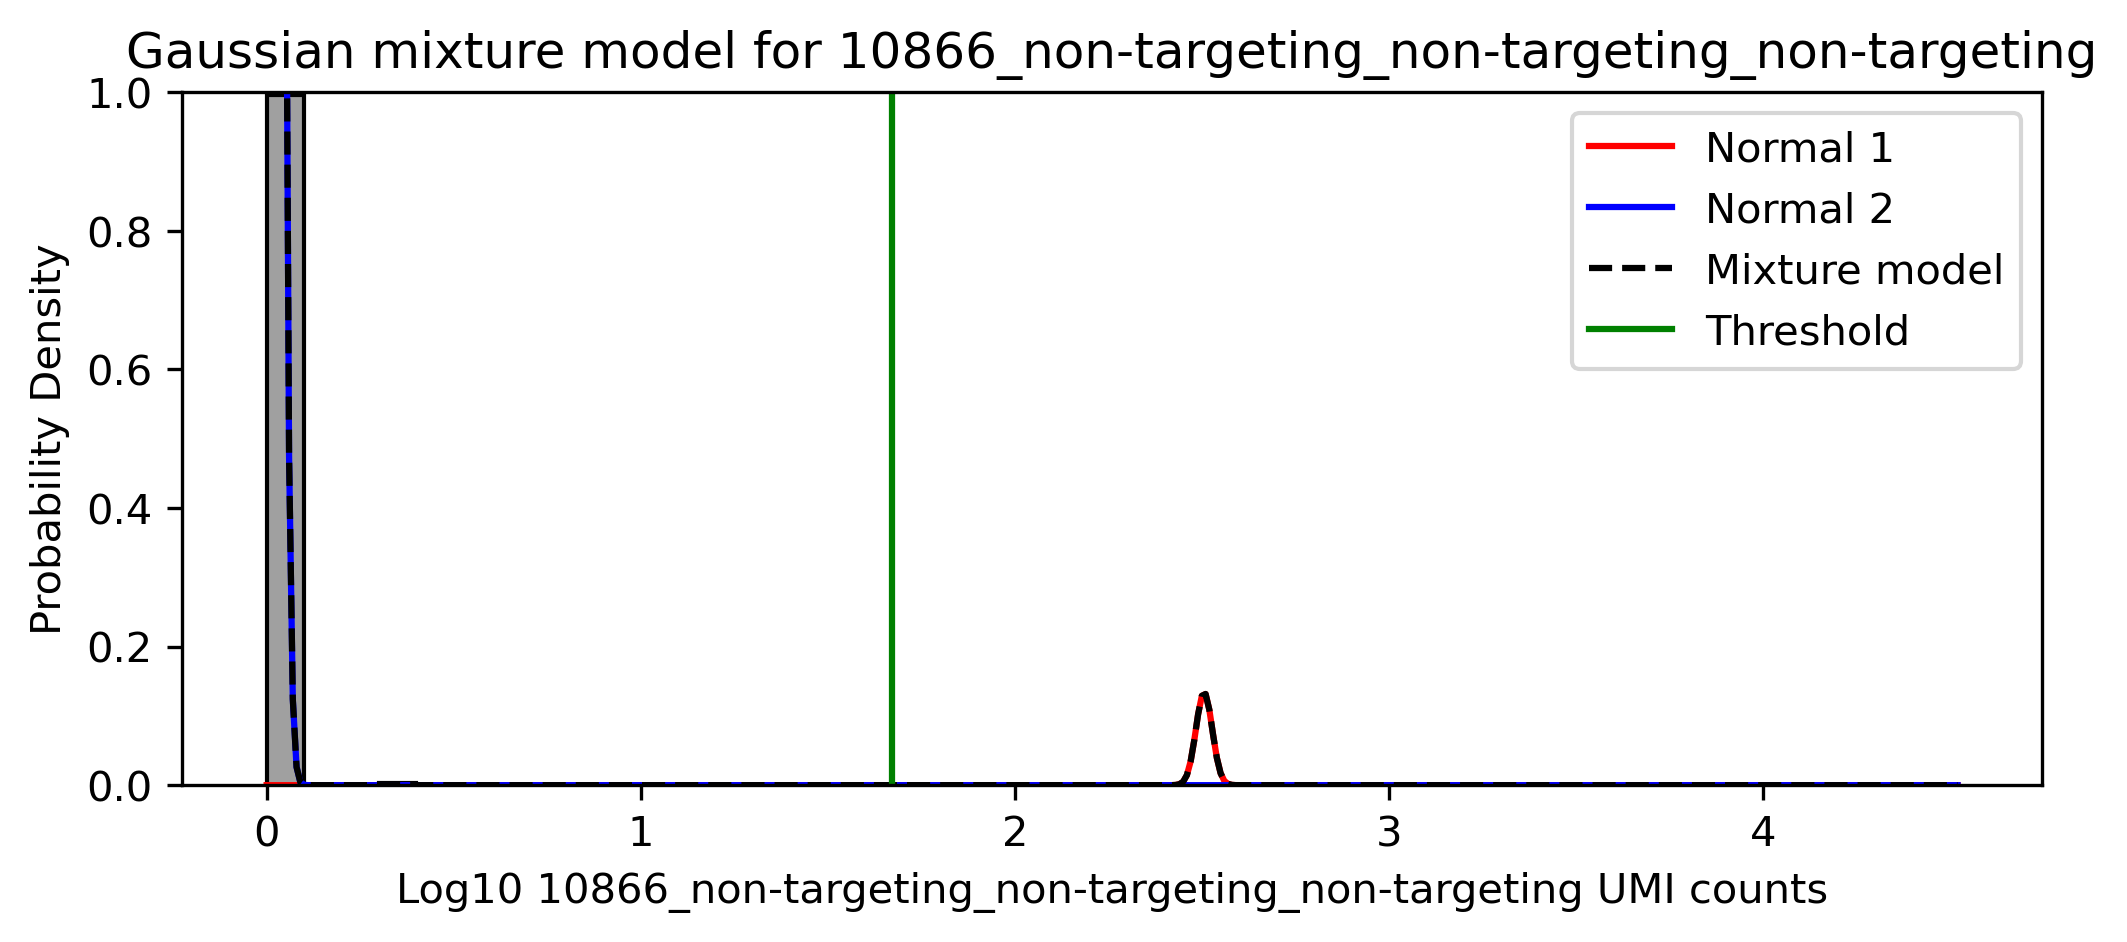 Gaussian mixture model for 10866_non-targeting_non-targeting_non-targeting
1.0
0.8
0.6
0.4
0.2
0.0
Probability Density
Normal 1
Normal 2
Mixture model
Threshold
0 1 2 3 4
Log10 10866_non-targeting_non-targeting_non-targeting UMI counts